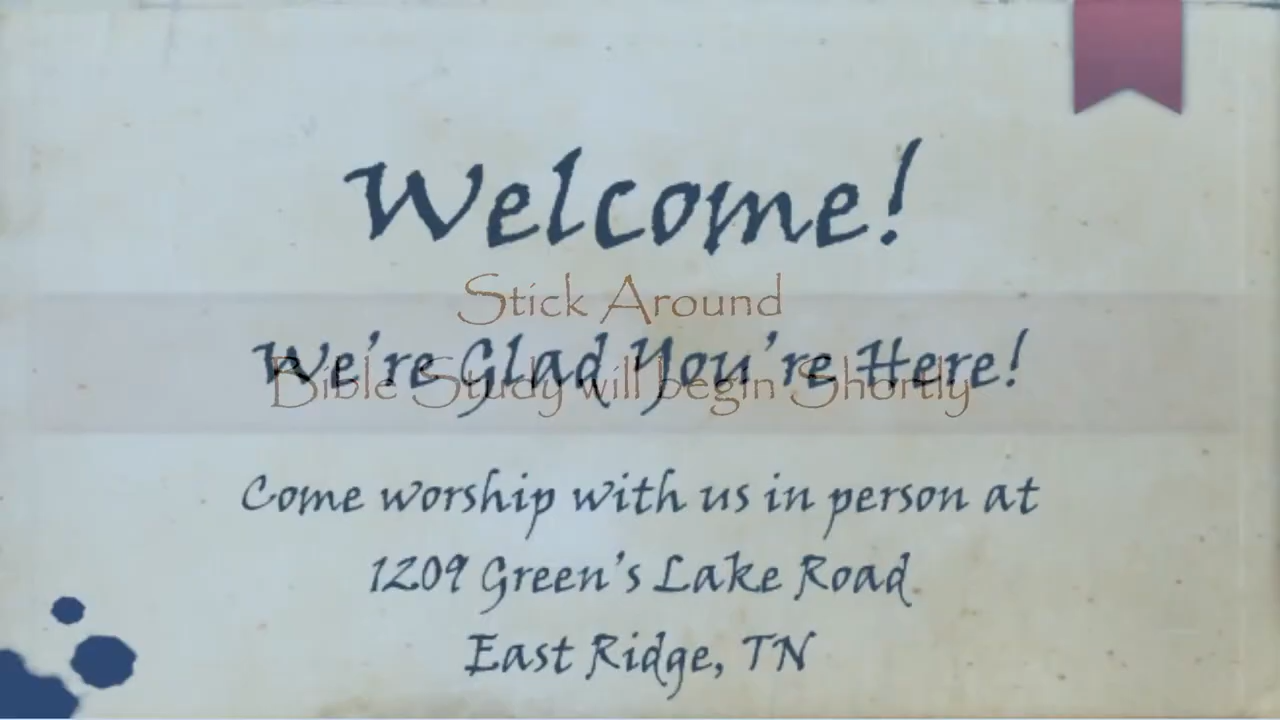 Welcome!
Stick Around
We're Glad You're Here!
Bible Study will begin Shortly
Come worship with us in person at
1209 Green's Lake Road
East Ridge, TN